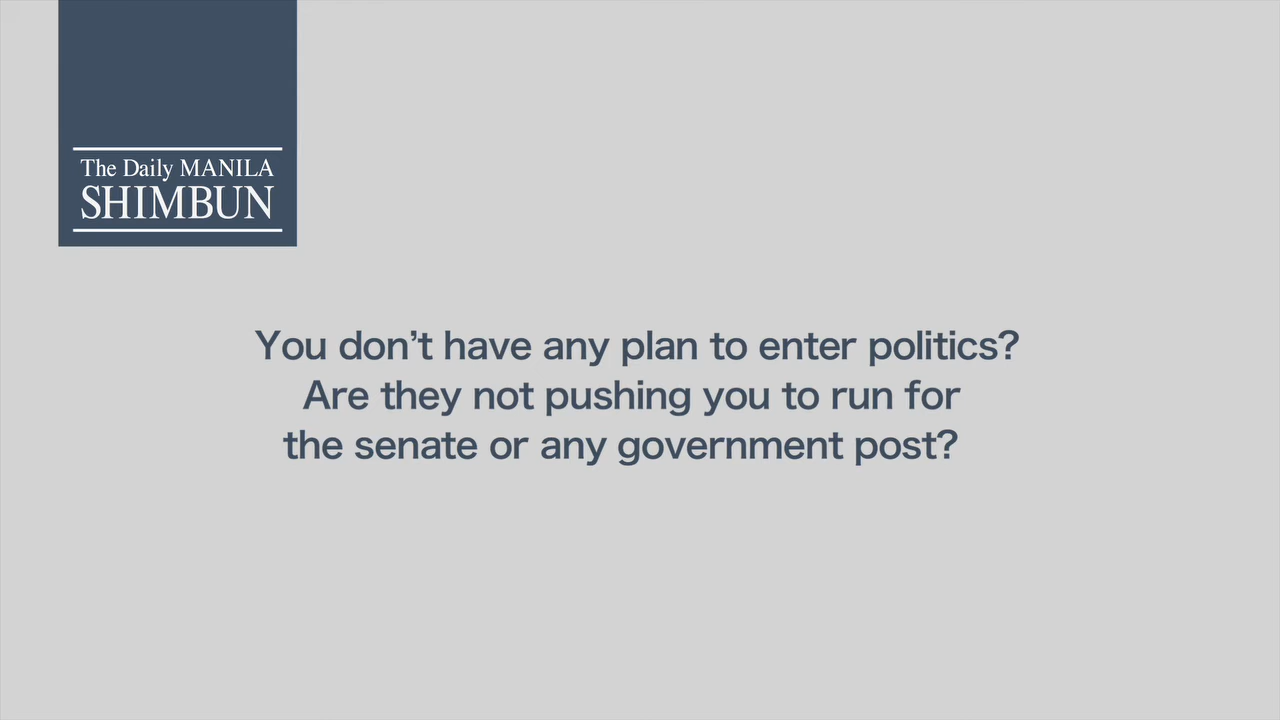 The Daily MANILA
SHIMBUN
You don’t have any plan to enter politics?
Are they not pushing you to run for
the senate or any government post?